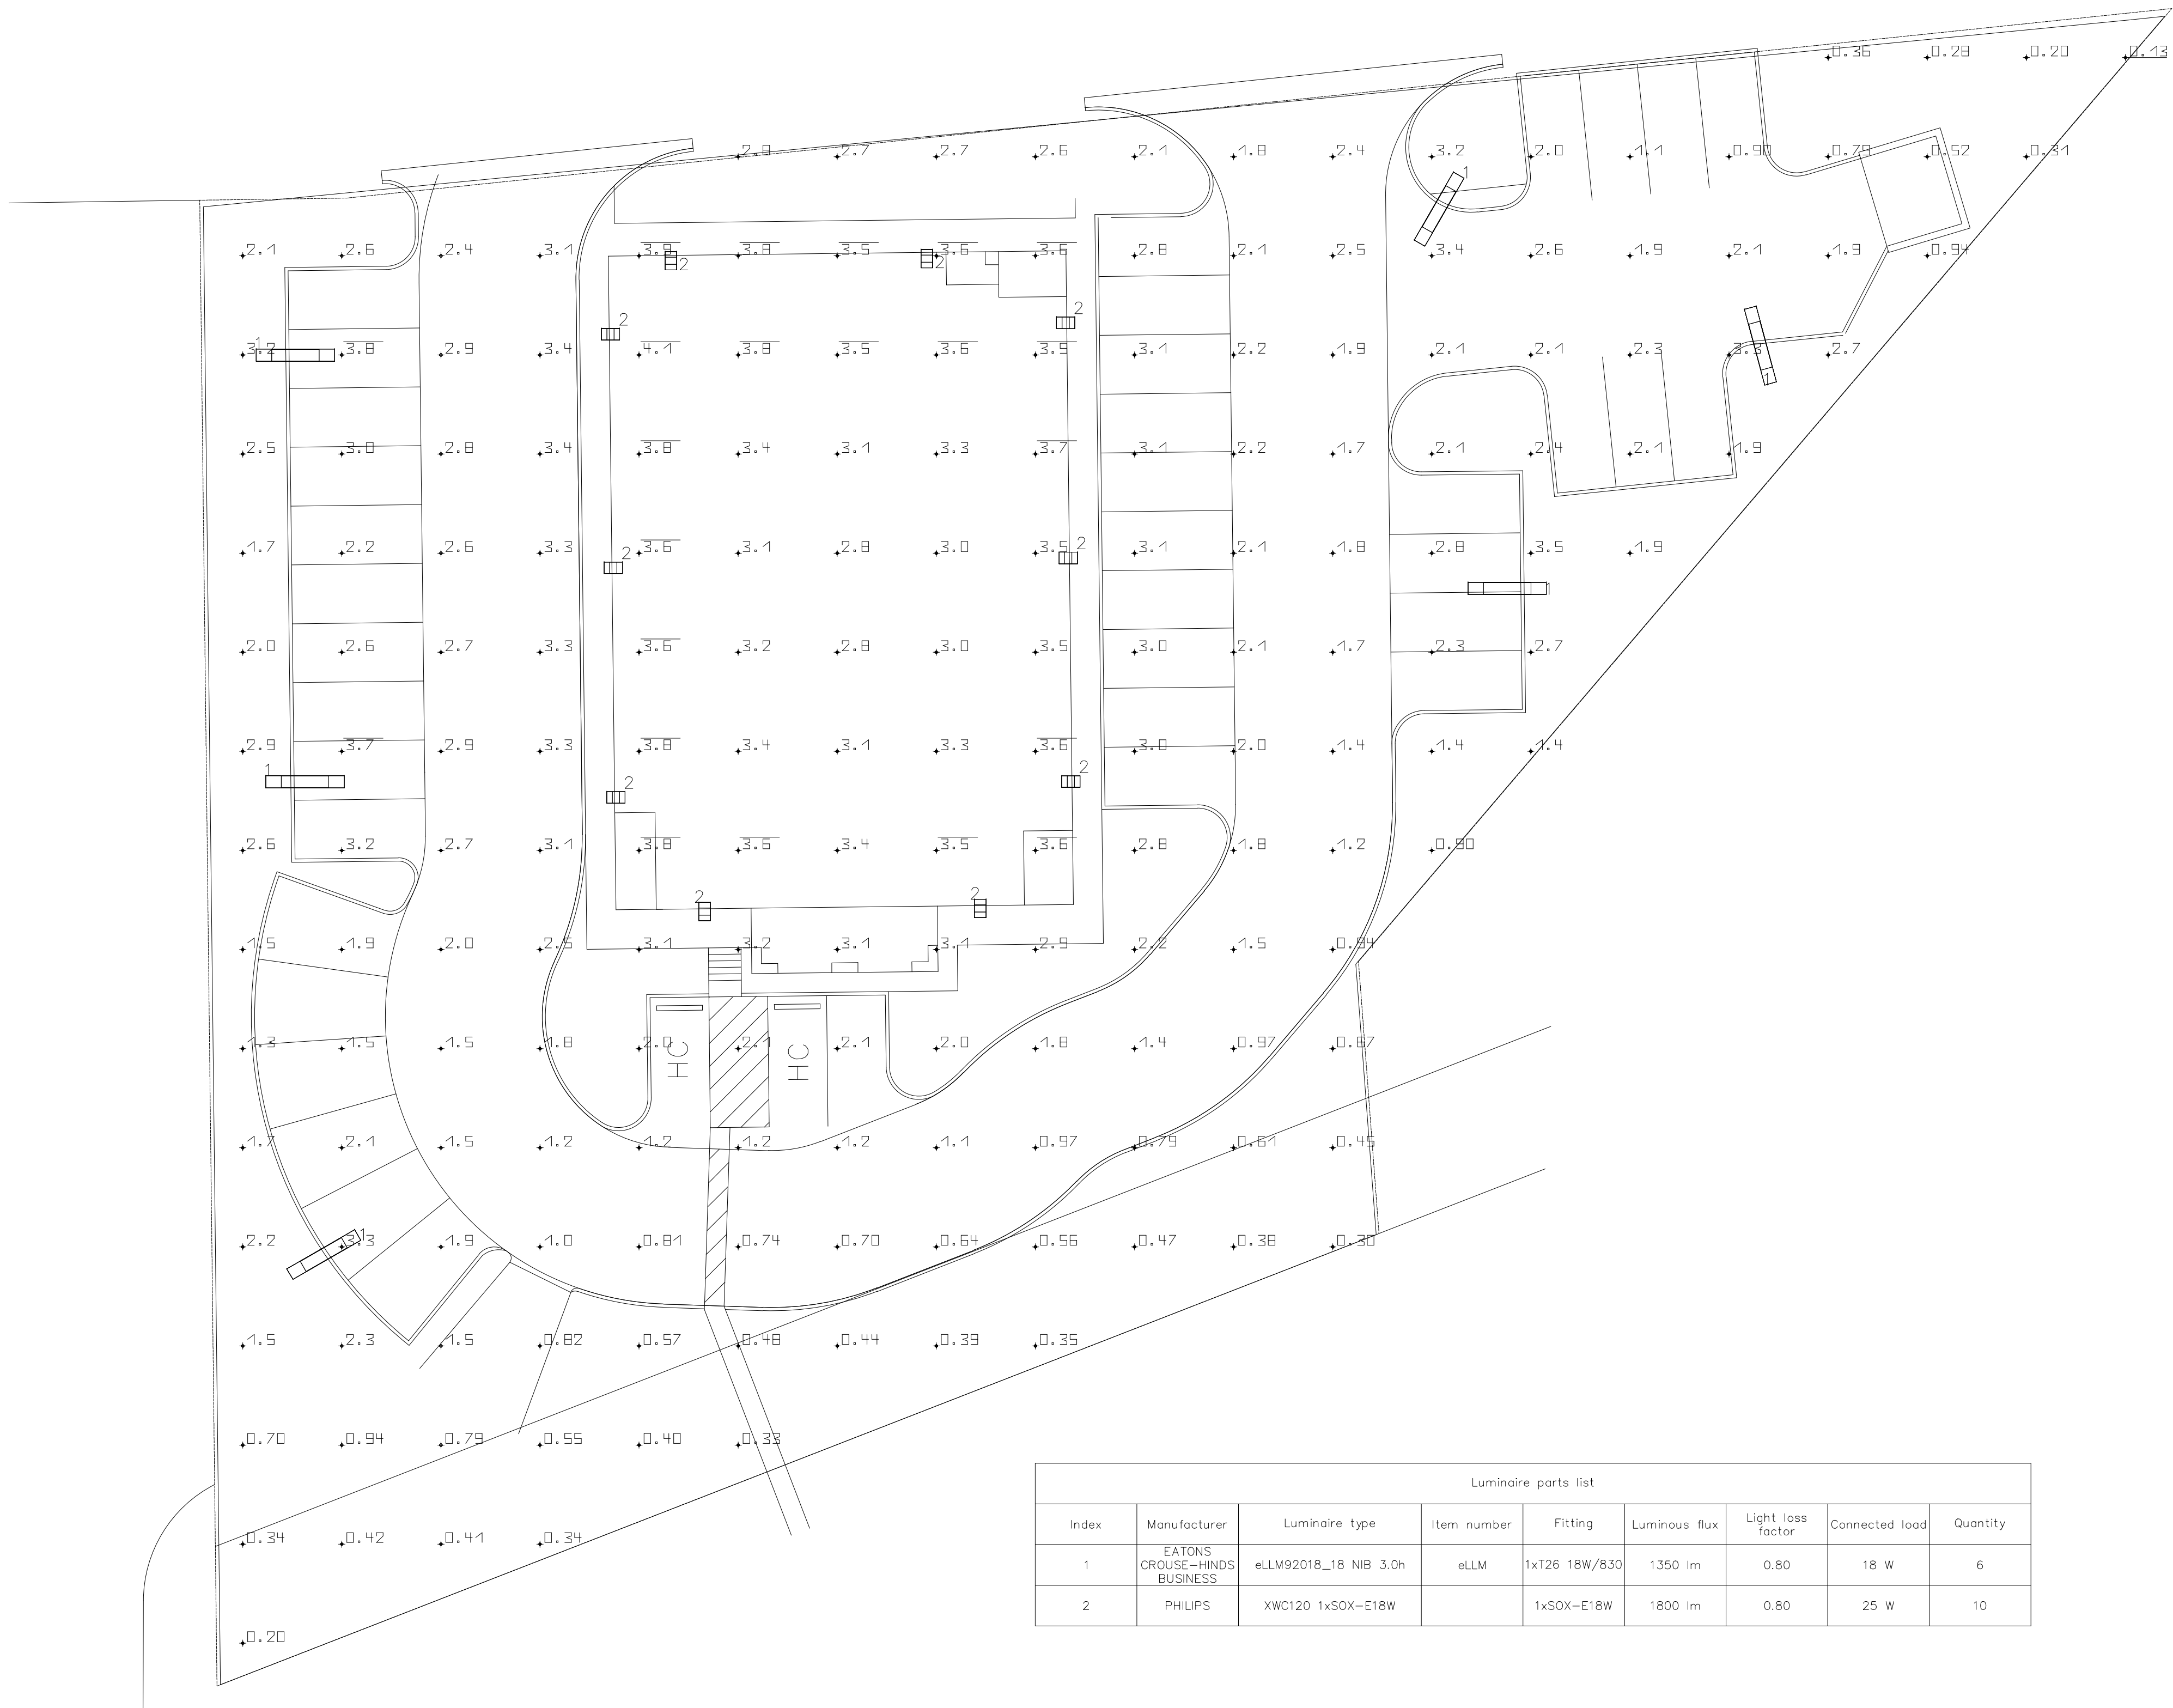 0.36 0.28 0.20 0.13
2.8 2.7 2.7 2.6 2.1 1.8 2.4 3.2 2.0 1.1 0.90 0.79 0.52 0.31
1
2.1 2.6 2.4 3.1 3.9 3.8 3.5 3.6 3.6 2.8 2.1 2.5 3.4 2.6 1.9 2.1 1.9 0.94
2 2
2 2
1
3.2 3.8 2.9 3.4 4.1 3.8 3.5 3.6 3.9 3.1 2.2 1.9 2.1 2.1 2.3 3.3 2.7
1
2.5 3.0 2.8 3.4 3.8 3.4 3.1 3.3 3.7 3.1 2.2 1.7 2.1 2.4 2.1 1.9
1.7 2.2 2.6 3.3 3.6 3.1 2.8 3.0 3.5 3.1 2.1 1.8 2.8 3.5 1.9
2 2
1
2.0 2.6 2.7 3.3 3.6 3.2 2.8 3.0 3.5 3.0 2.1 1.7 2.3 2.7
2.9 3.7 2.9 3.3 3.8 3.4 3.1 3.3 3.6 3.0 2.0 1.4 1.4 1.4
1 2 2
2.6 3.2 2.7 3.1 3.8 3.6 3.4 3.5 3.6 2.8 1.8 1.2 0.90
2 2
1.5 1.9 2.0 2.5 3.1 3.2 3.1 3.1 2.9 2.2 1.5 0.94
1.3 1.5 1.5 1.8 2.0 2.1 2.1 2.0 1.8 1.4 0.97 0.67
HC HC
1.7 2.1 1.5 1.2 1.2 1.2 1.2 1.1 0.97 0.79 0.61 0.45
1
2.2 3.3 1.9 1.0 0.81 0.74 0.70 0.64 0.56 0.47 0.38 0.30
1.5 2.3 1.5 0.82 0.57 0.48 0.44 0.39 0.35
0.70 0.94 0.79 0.55 0.40 0.33
0.34 0.42 0.41 0.34
0.20
Luminaire parts list
Index Manufacturer Luminaire type Item number Fitting Luminous flux Light loss factor Connected load Quantity
1 EATONS CROUSE-HINDS BUSINESS eLLM92018_18 NIB 3.0h eLLM 1xT26 18W/830 1350 lm 0.80 18 W 6
2 PHILIPS XWC120 1xSOX-E18W 1xSOX-E18W 1800 lm 0.80 25 W 10